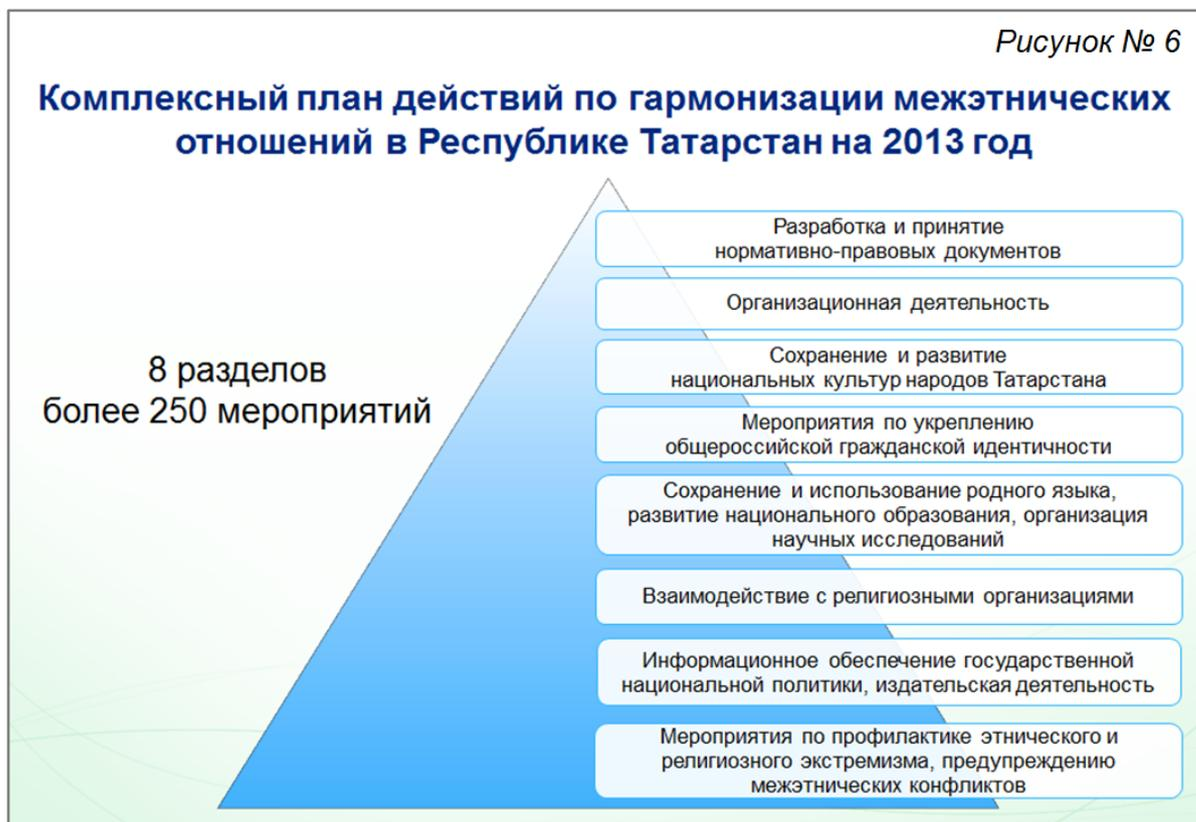 Рисунок № 6
Комплексный план действий по гармонизации межэтнических
отношений в Республике Татарстан на 2013 год
8 разделов
более 250 мероприятий
Разработка и принятие
нормативно-правовых документов
Организационная деятельность
Сохранение и развитие
национальных культур народов Татарстана
Мероприятия по укреплению
общероссийской гражданской идентичности
Сохранение и использование родного языка,
развитие национального образования, организация
научных исследований
Взаимодействие с религиозными организациями
Информационное обеспечение государственной
национальной политики, издательская деятельность
Мероприятия по профилактике этнического и
религиозного экстремизма, предупреждению
межэтнических конфликтов